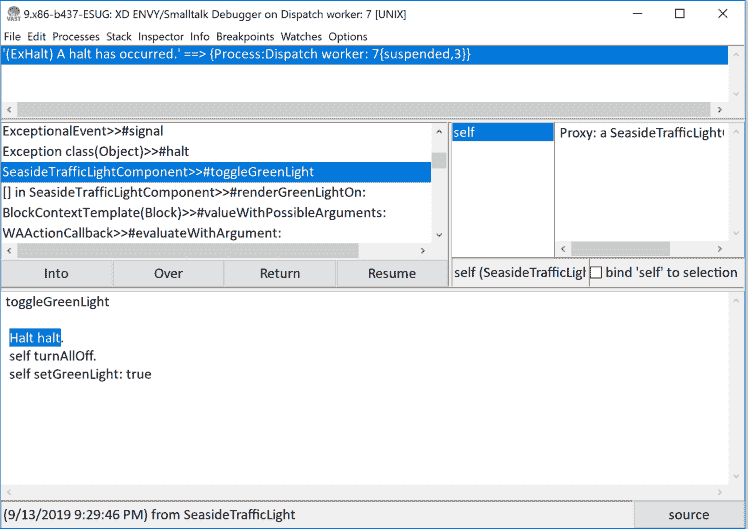 VAST
9.x86-b437-ESUG: XD ENVY/Smalltalk Debugger on Dispatch worker: 7 [UNIX]
File Edit Processes Stack Inspector Info Breakpoints Watches Options
'(ExHalt) A halt has occurred.' ==> {Process:Dispatch worker: 7{suspended,3}}
ExceptionalEvent>>#signal
Exception class(Object)>>#halt
SeasideTrafficLightComponent>>#toggleGreenLight
[] in SeasideTrafficLightComponent>>#renderGreenLightOn:
BlockContextTemplate(Block)>>#valueWithPossibleArguments:
WAActionCallback>>#evaluateWithArgument:
self
Proxy: a SeasideTrafficLight
Into Over Return Resume
self (SeasideTrafficLigh
bind 'self' to selection
toggleGreenLight
Halt halt.
self turnAllOff.
self setGreenLight: true
(9/13/2019 9:29:46 PM) from SeasideTrafficLight
source